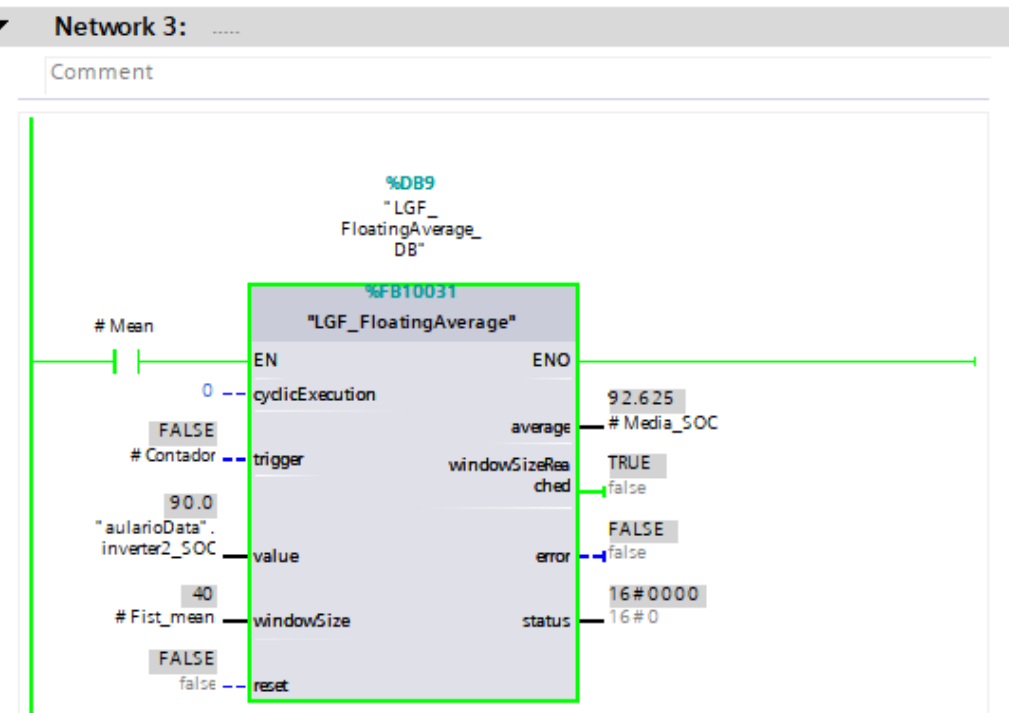 Network 3: .....
Comment
%DB9
"LGF_
FloatingAverage_
DB"
%FB10031
"LGF_FloatingAverage"
# Mean
EN
ENO
0
cyclicExecution
92.625
average
# Media_SOC
FALSE
# Contador
trigger
windowSizeRea
ched
TRUE
false
90.0
"aularioData".
inverter2_SOC
value
error
FALSE
false
40
# Fist_mean
windowSize
status
16#0000
16#0
FALSE
false
reset